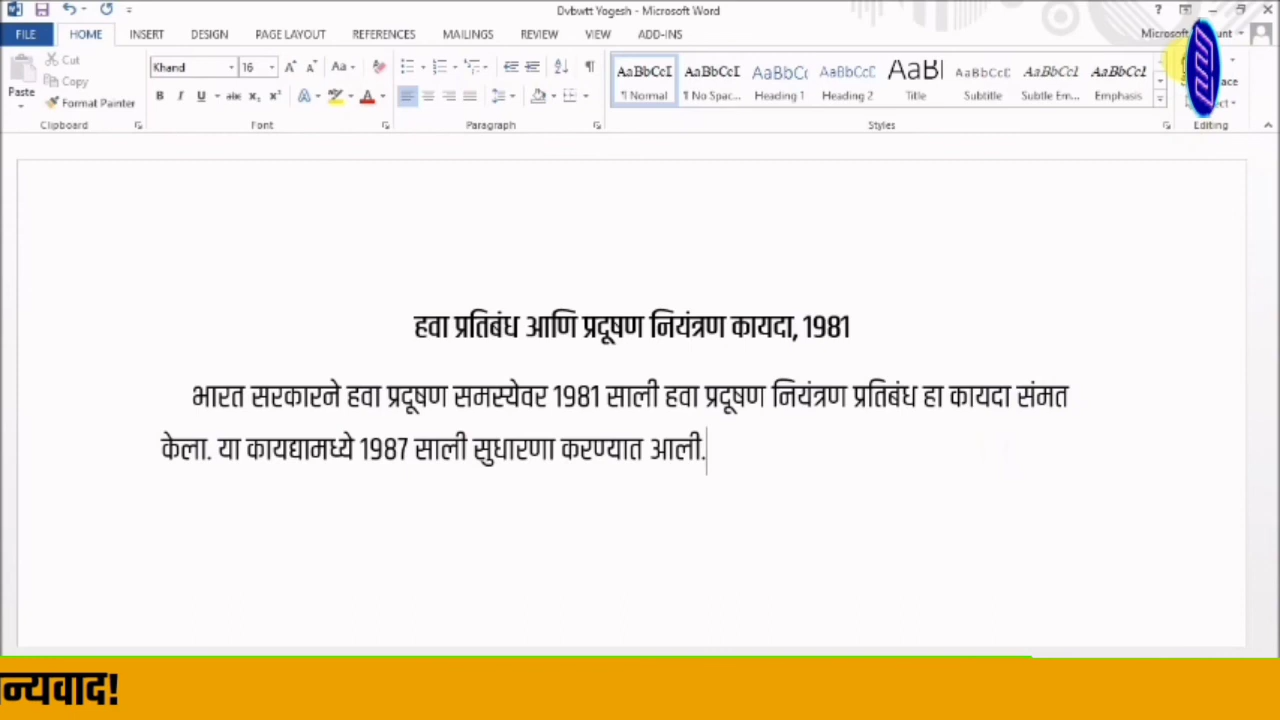 Dvbwtt Yogesh - Microsoft Word
FILE HOME INSERT DESIGN PAGE LAYOUT REFERENCES MAILINGS REVIEW VIEW ADD-INS
Cut
Copy
Format Painter
Paste
Khand 16
AaBbCcI AaBbCcI AaBbCc AaBbCcC AaBl AaBbCcC AaBbCcI AaBbCcI
¶ Normal ¶ No Spac... Heading 1 Heading 2 Title Subtitle Subtle Em... Emphasis
Clipboard Font Paragraph Styles Editing
हवा प्रतिबंध आणि प्रदूषण नियंत्रण कायदा, 1981
भारत सरकारने हवा प्रदूषण समस्येवर 1981 साली हवा प्रदूषण नियंत्रण प्रतिबंध हा कायदा संमत
केला. या कायद्यामध्ये 1987 साली सुधारणा करण्यात आली.
न्यवाद!